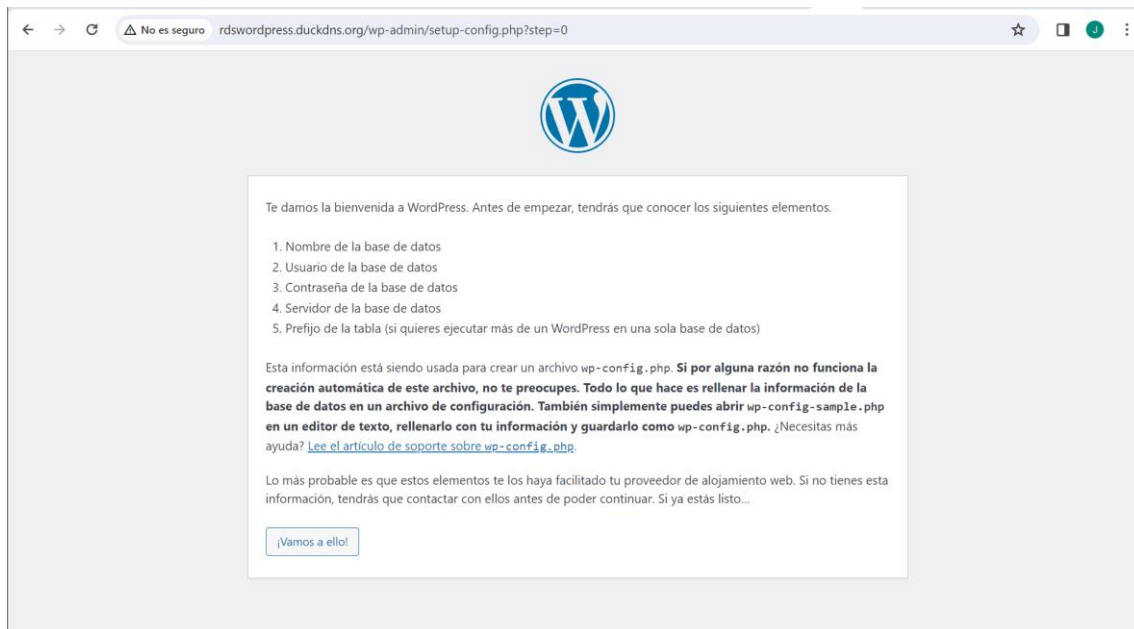 No es seguro rdswordpress.duckdns.org/wp-admin/setup-config.php?step=0
J
W
Te damos la bienvenida a WordPress. Antes de empezar, tendrás que conocer los siguientes elementos.
1. Nombre de la base de datos
2. Usuario de la base de datos
3. Contraseña de la base de datos
4. Servidor de la base de datos
5. Prefijo de la tabla (si quieres ejecutar más de un WordPress en una sola base de datos)
Esta información está siendo usada para crear un archivo wp-config.php. Si por alguna razón no funciona la
creación automática de este archivo, no te preocupes. Todo lo que hace es rellenar la información de la
base de datos en un archivo de configuración. También simplemente puedes abrir wp-config-sample.php
en un editor de texto, rellenarlo con tu información y guardarlo como wp-config.php. ¿Necesitas más
ayuda? Lee el artículo de soporte sobre wp-config.php.
Lo más probable es que estos elementos te los haya facilitado tu proveedor de alojamiento web. Si no tienes esta
información, tendrás que contactar con ellos antes de poder continuar. Si ya estás listo...
¡Vamos a ello!